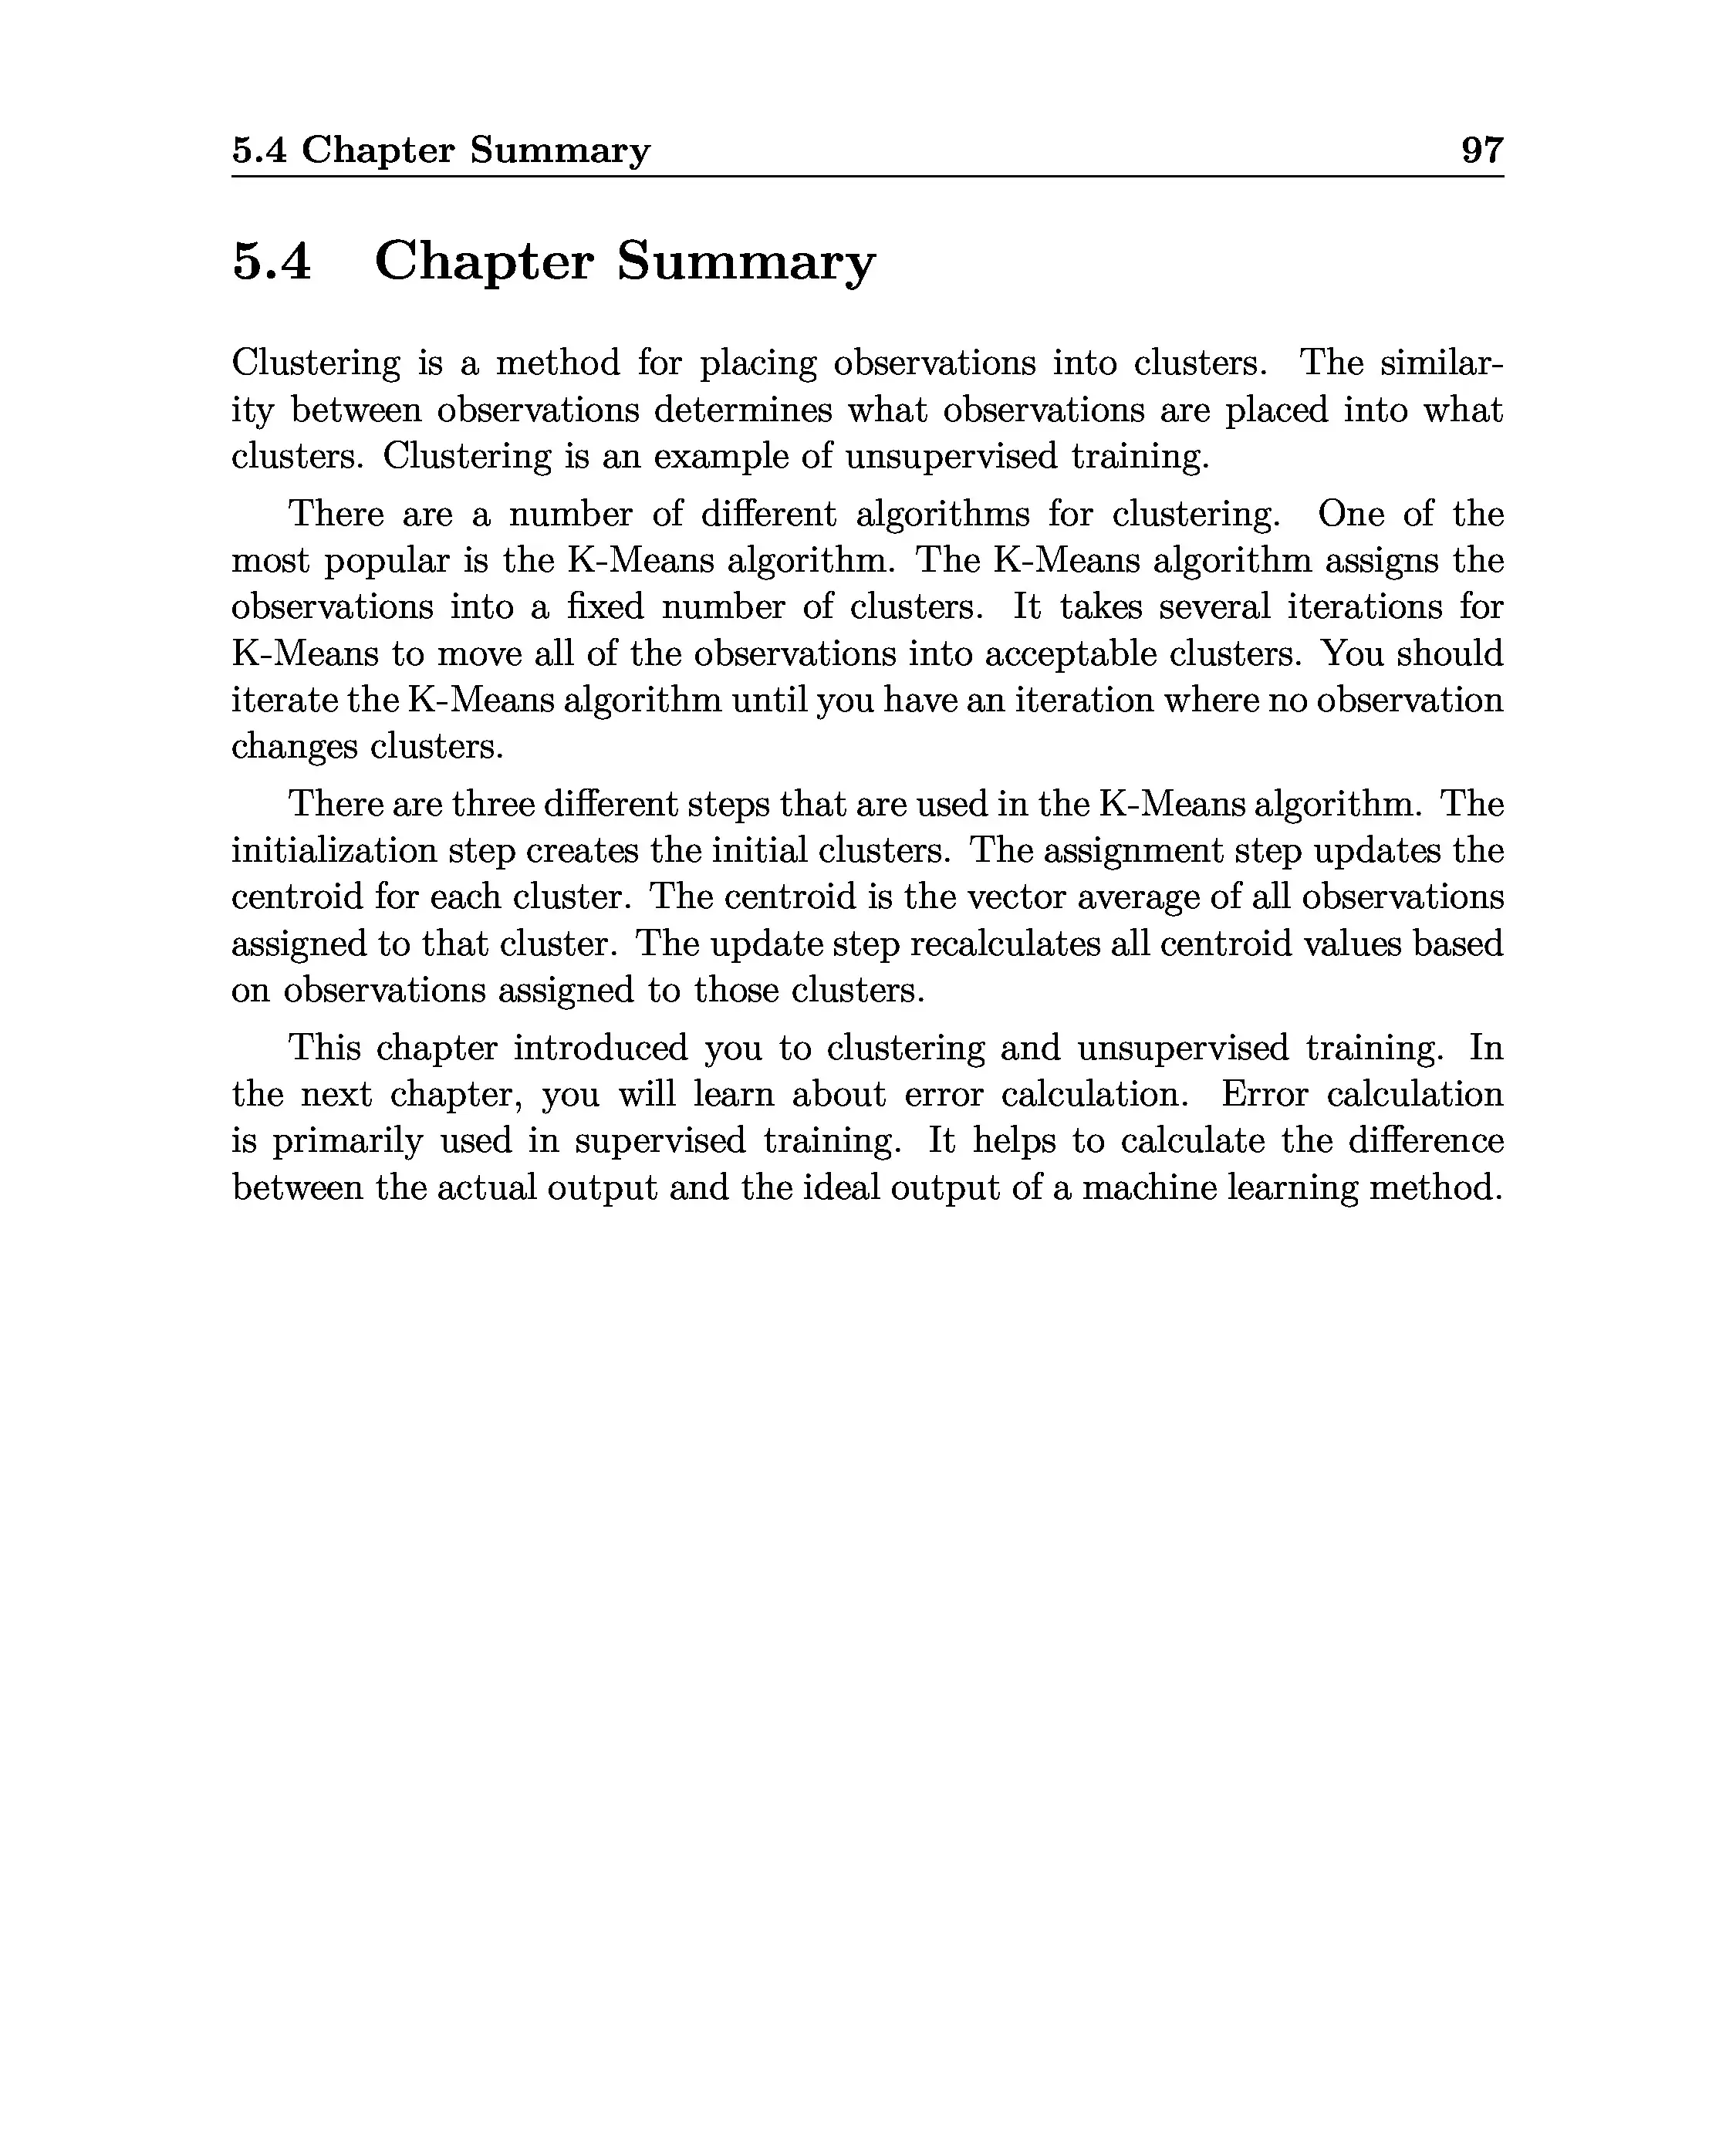 5.4 Chapter Summary 97
5.4 Chapter Summary
Clustering is a method for placing observations into clusters. The similar-
ity between observations determines what observations are placed into what
clusters. Clustering is an example of unsupervised training.
There are a number of different algorithms for clustering. One of the
most popular is the K-Means algorithm. The K-Means algorithm assigns the
observations into a fixed number of clusters. It takes several iterations for
K-Means to move all of the observations into acceptable clusters. You should
iterate the K-Means algorithm until you have an iteration where no observation
changes clusters.
There are three different steps that are used in the K-Means algorithm. The
initialization step creates the initial clusters. The assignment step updates the
centroid for each cluster. The centroid is the vector average of all observations
assigned to that cluster. The update step recalculates all centroid values based
on observations assigned to those clusters.
This chapter introduced you to clustering and unsupervised training. In
the next chapter, you will learn about error calculation. Error calculation
is primarily used in supervised training. It helps to calculate the difference
between the actual output and the ideal output of a machine learning method.